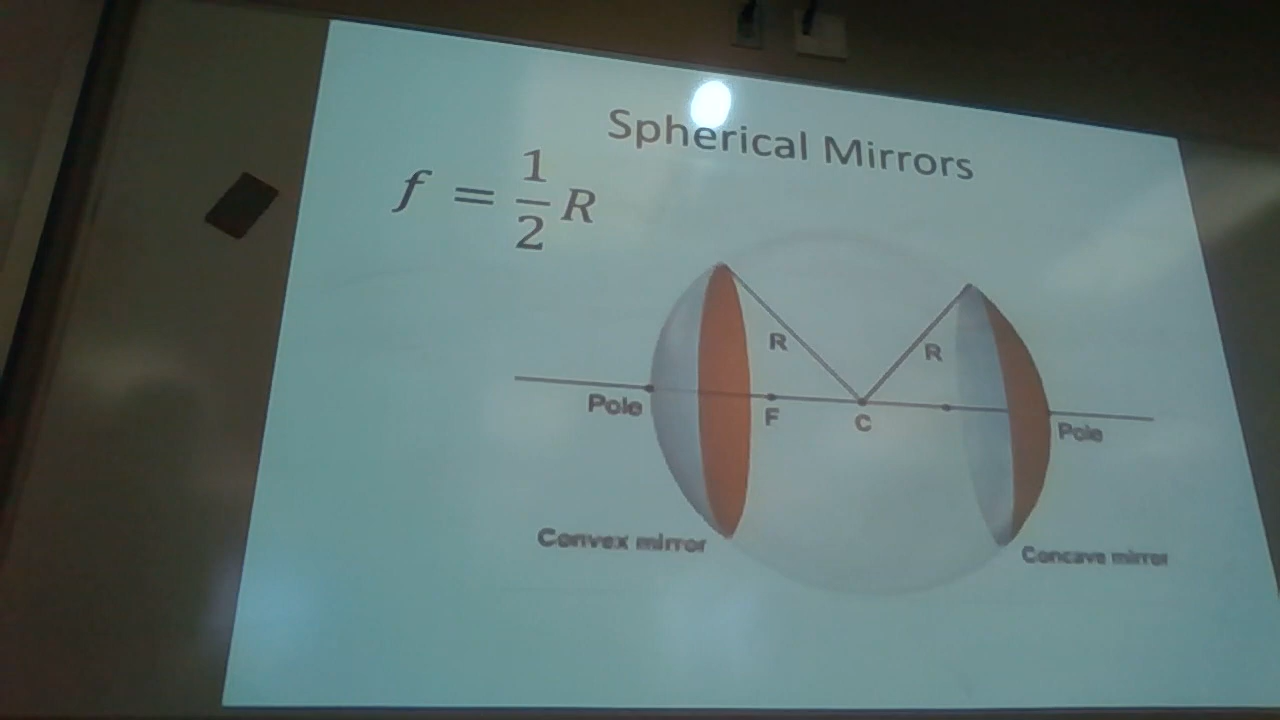 Spherical Mirrors
f = 1/2 R
R
R
Pole
F
C
Pole
Convex mirror
Concave mirror